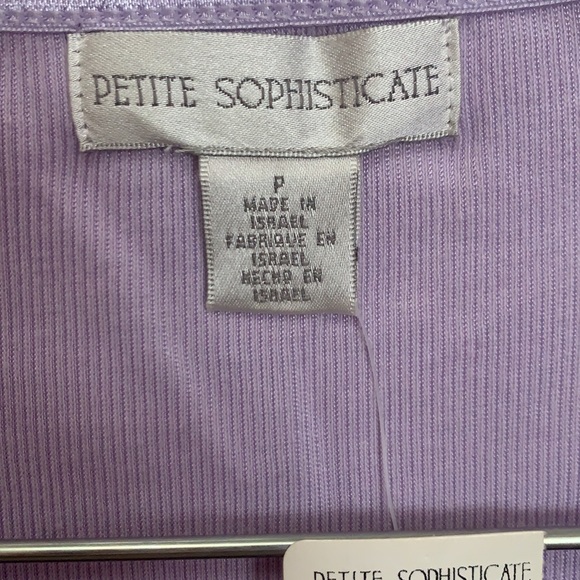 PETITE SOPHISTICATE
P
MADE IN
ISRAEL
FABRIQUE EN
ISRAEL
HECHO EN
ISRAEL
PETITE SOPHISTICATE